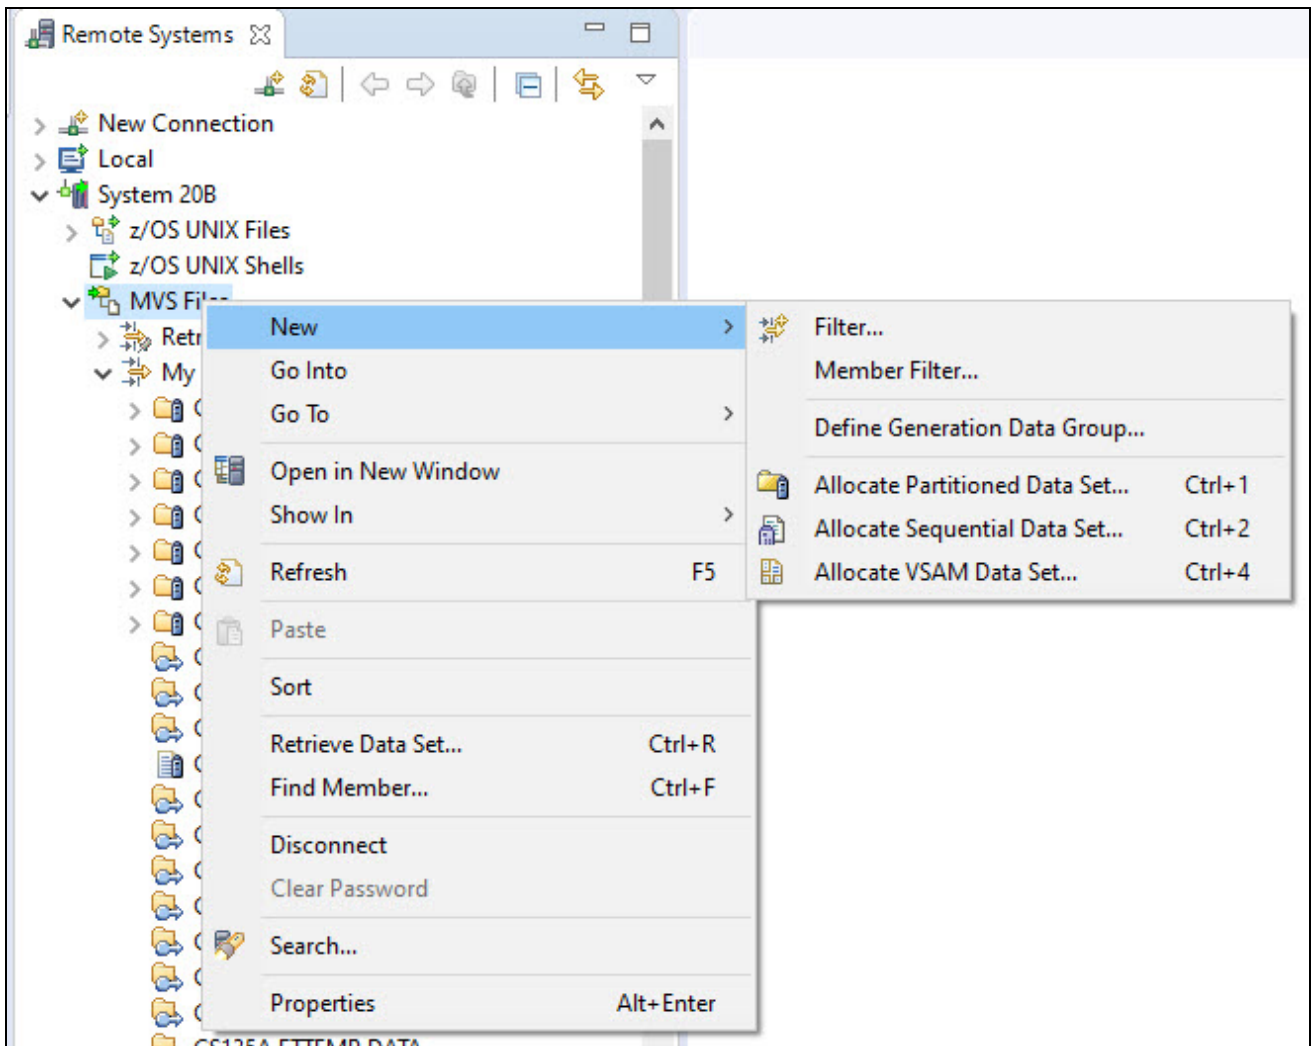 Remote Systems
New Connection
Local
System 20B
z/OS UNIX Files
z/OS UNIX Shells
MVS Files
My
New
Go Into
Go To
Open in New Window
Show In
Refresh F5
Paste
Sort
Retrieve Data Set... Ctrl+R
Find Member... Ctrl+F
Disconnect
Clear Password
Search...
Properties Alt+Enter
Filter...
Member Filter...
Define Generation Data Group...
Allocate Partitioned Data Set... Ctrl+1
Allocate Sequential Data Set... Ctrl+2
Allocate VSAM Data Set... Ctrl+4